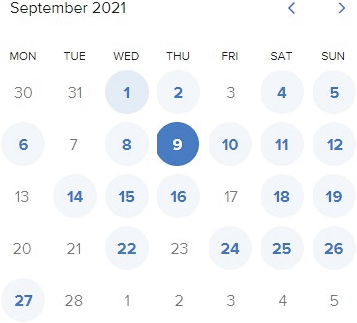 September 2021
MON TUE WED THU FRI SAT SUN
30 31 1 2 3 4 5
6 7 8 9 10 11 12
13 14 15 16 17 18 19
20 21 22 23 24 25 26
27 28 1 2 3 4 5